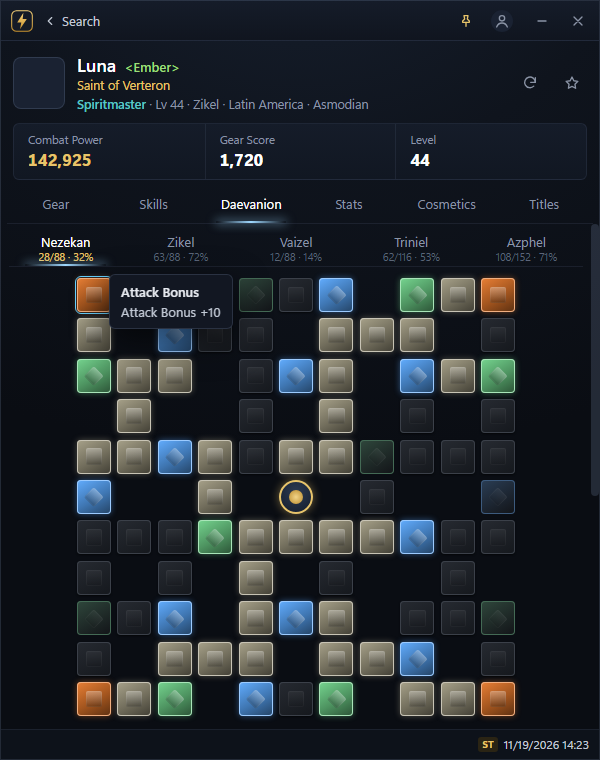 Search
Luna <Ember>
Saint of Verteron
Spiritmaster · Lv 44 · Zikel · Latin America · Asmodian
Combat Power Gear Score Level
142,925 1,720 44
Gear Skills Daevanion Stats Cosmetics Titles
Nezekan Zikel Vaizel Triniel Azphel
28/88 · 32% 63/88 · 72% 12/88 · 14% 62/116 · 53% 108/152 · 71%
Attack Bonus
Attack Bonus +10
ST 11/19/2026 14:23